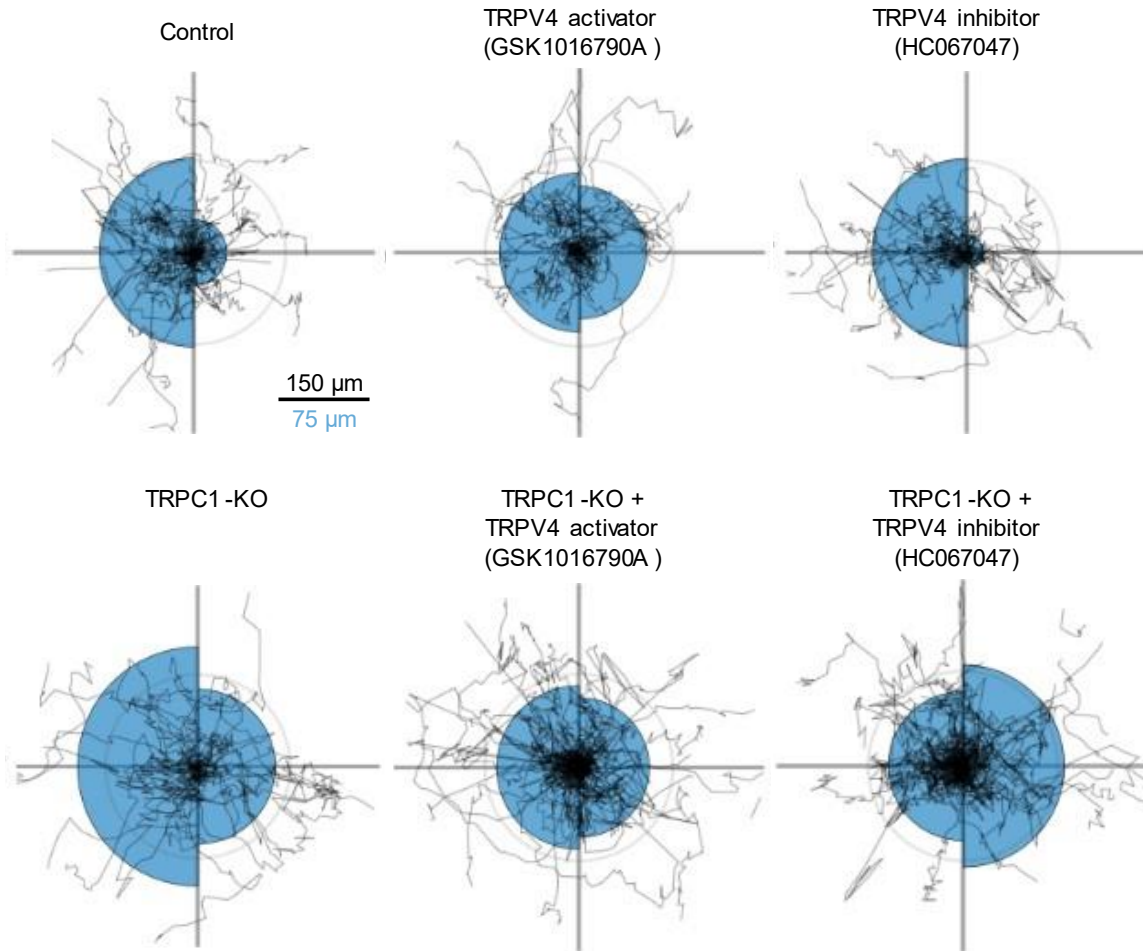 Control
TRPV4 activator
(GSK1016790A )
TRPV4 inhibitor
(HC067047)
150 µm
75 µm
TRPC1 -KO
TRPC1 -KO +
TRPV4 activator
(GSK1016790A )
TRPC1 -KO +
TRPV4 inhibitor
(HC067047)